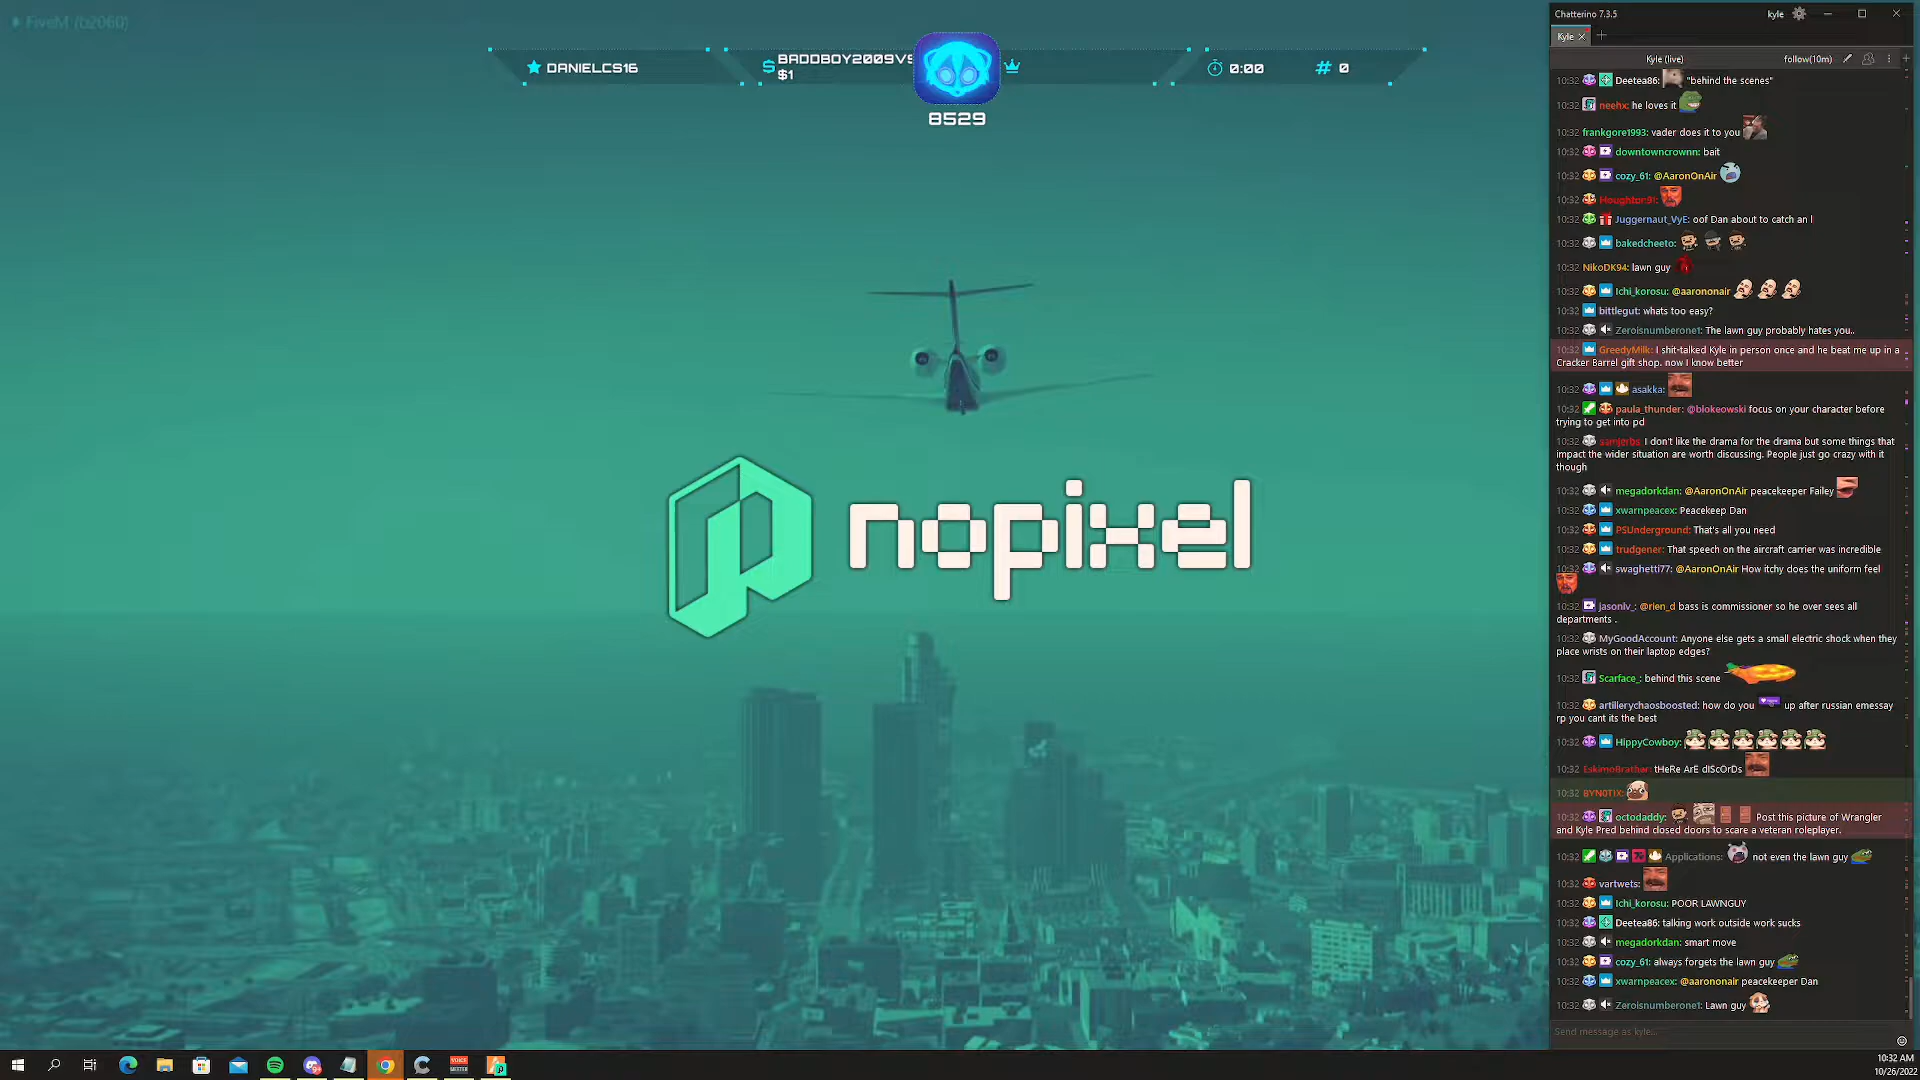 FiveM (b2060)
DANIELCS16
BADDBOY2009VS
$1
8529
0:00
# 0
nopixel
Chatterino 7.3.5
kyle
Kyle
Kyle (live)
follow(10m)
10:32 Deetea86: "behind the scenes"
10:32 neehx: he loves it
10:32 frankgore1993: vader does it to you
10:32 downtowncrownn: bait
10:32 cozy_61: @AaronOnAir
10:32
10:32 Juggernaut_VyE: oof Dan about to catch an l
10:32 bakedcheeto:
10:32 NikoDK94: lawn guy
10:32 Ichi_korosu: @aarononair
10:32 bittlegut: whats too easy?
10:32 Zeroisnumberone1: The lawn guy probably hates you..
10:32 GreedyMilk: I shit-talked Kyle in person once and he beat me up in a
Cracker Barrel gift shop. now I know better
10:32 asakka:
10:32 paula_thunder: @blokeowski focus on your character before
trying to get into pd
10:32 samjerbs: I don't like the drama for the drama but some things that
impact the wider situation are worth discussing. People just go crazy with it
though
10:32 megadorkdan: @AaronOnAir peacekeeper Failey
10:32 xwarnpeacex: Peacekeep Dan
10:32 PSUnderground: That's all you need
10:32 trudgener: That speech on the aircraft carrier was incredible
10:32 swaghetti77: @AaronOnAir How itchy does the uniform feel
10:32 jasonlv_: @rien_d bass is commissioner so he over sees all
departments .
10:32 MyGoodAccount: Anyone else gets a small electric shock when they
place wrists on their laptop edges?
10:32 Scarface_: behind this scene
10:32 artillerychaosboosted: how do you up after russian emessay
rp you cant its the best
10:32 HippyCowboy:
10:32 EskimoBrather: tHeRe ArE dIScOrDs
10:32 BYN0TIX:
10:32 octodaddy: Post this picture of Wrangler
and Kyle Pred behind closed doors to scare a veteran roleplayer.
10:32 Applications: not even the lawn guy
10:32 vartwets:
10:32 Ichi_korosu: POOR LAWNGUY
10:32 Deetea86: talking work outside work sucks
10:32 megadorkdan: smart move
10:32 cozy_61: always forgets the lawn guy
10:32 xwarnpeacex: @aarononair peacekeeper Dan
10:32 Zeroisnumberone1: Lawn guy
Send message as kyle...
10:32 AM
10/26/2022